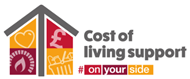 £
Cost of
living support
# on your side